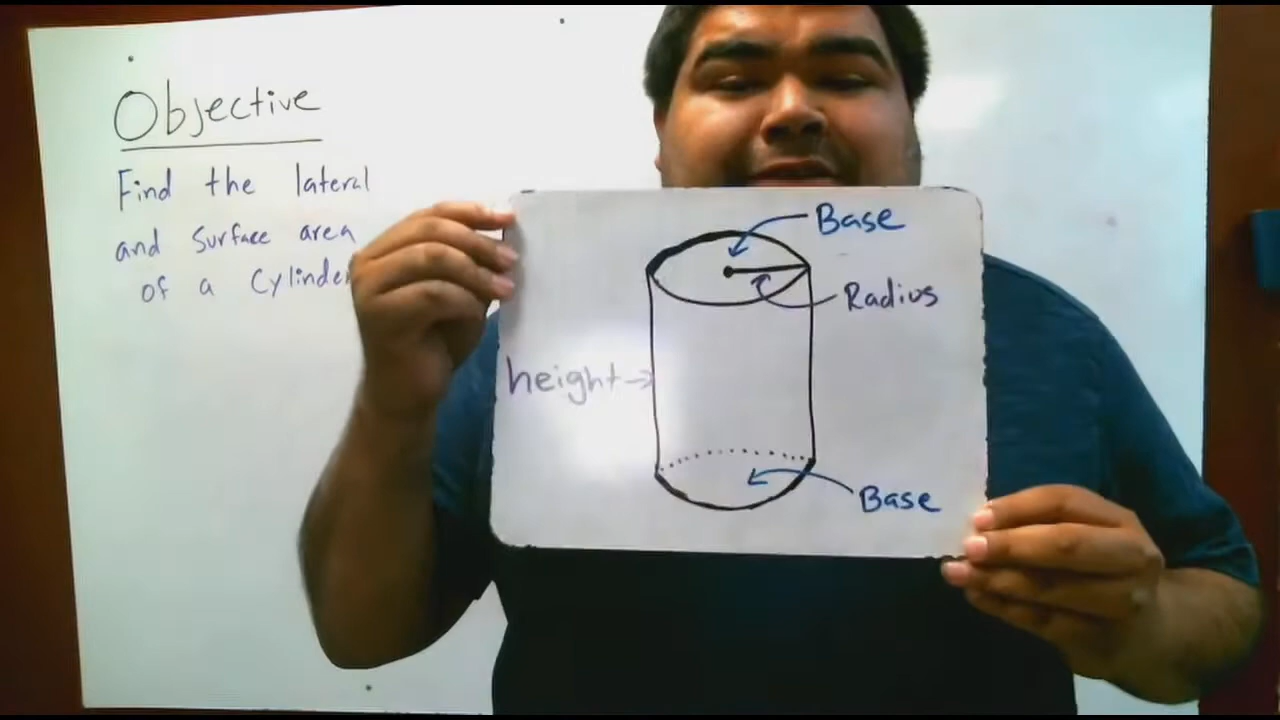 Objective
Find the lateral
and surface area
of a Cylinder
Base
Radius
height
Base